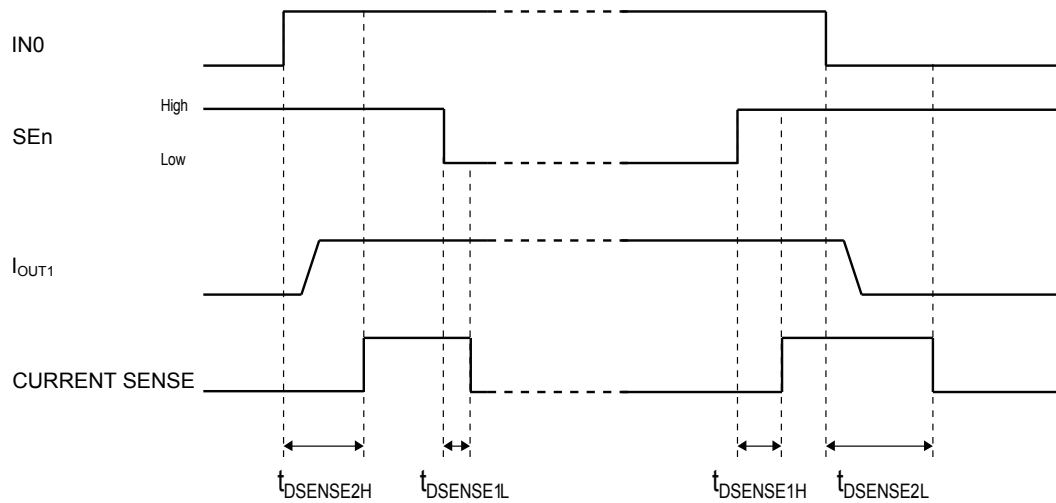 IN0
High
SEn
Low
IOUT1
CURRENT SENSE
tDSENSE2H
tDSENSE1L
tDSENSE1H
tDSENSE2L